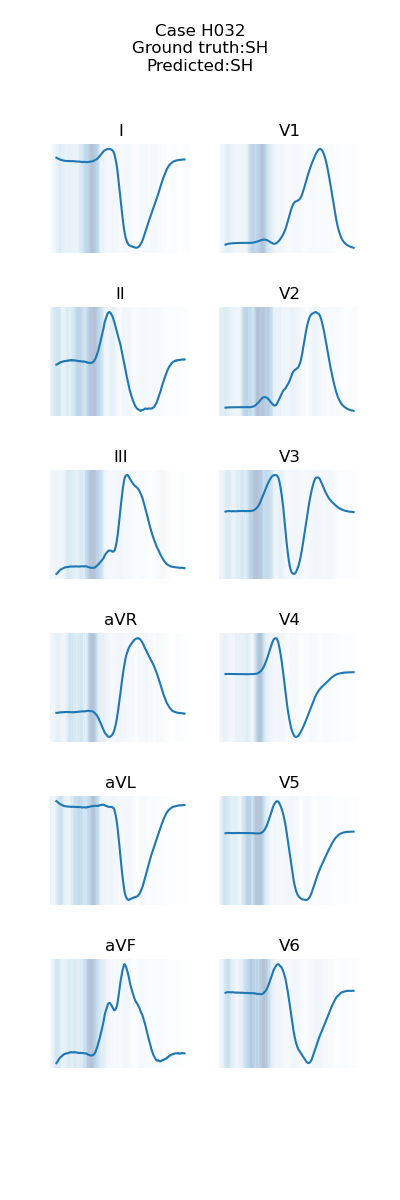 Case H032
Ground truth:SH
Predicted:SH
I
V1
II
V2
III
V3
aVR
V4
aVL
V5
aVF
V6